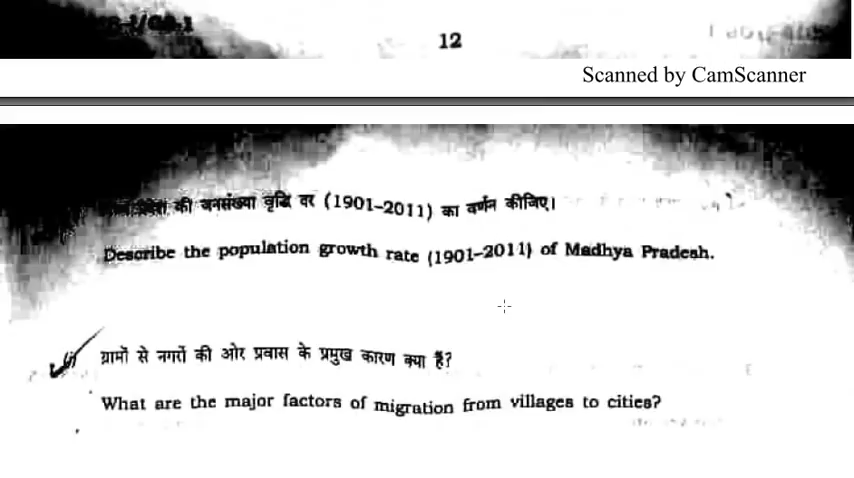 12
Scanned by CamScanner
की जनसंख्या वृद्धि दर (1901–2011) का वर्णन कीजिए।
Describe the population growth rate (1901–2011) of Madhya Pradesh.
ग्रामों से नगरों की ओर प्रवास के प्रमुख कारण क्या हैं?
What are the major factors of migration from villages to cities?